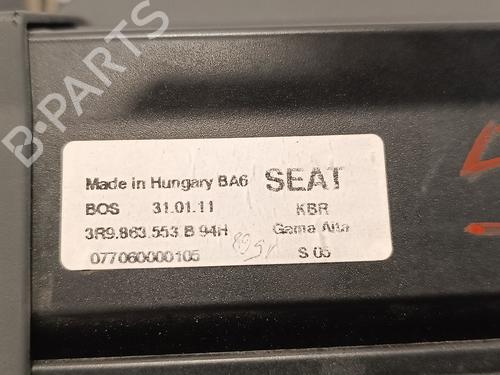 B-PARTS
Made in Hungary BA6 SEAT
BOS 31.01.11 KBR
3R9.863.553 B 94H Gama Alta
077060000105 S 05